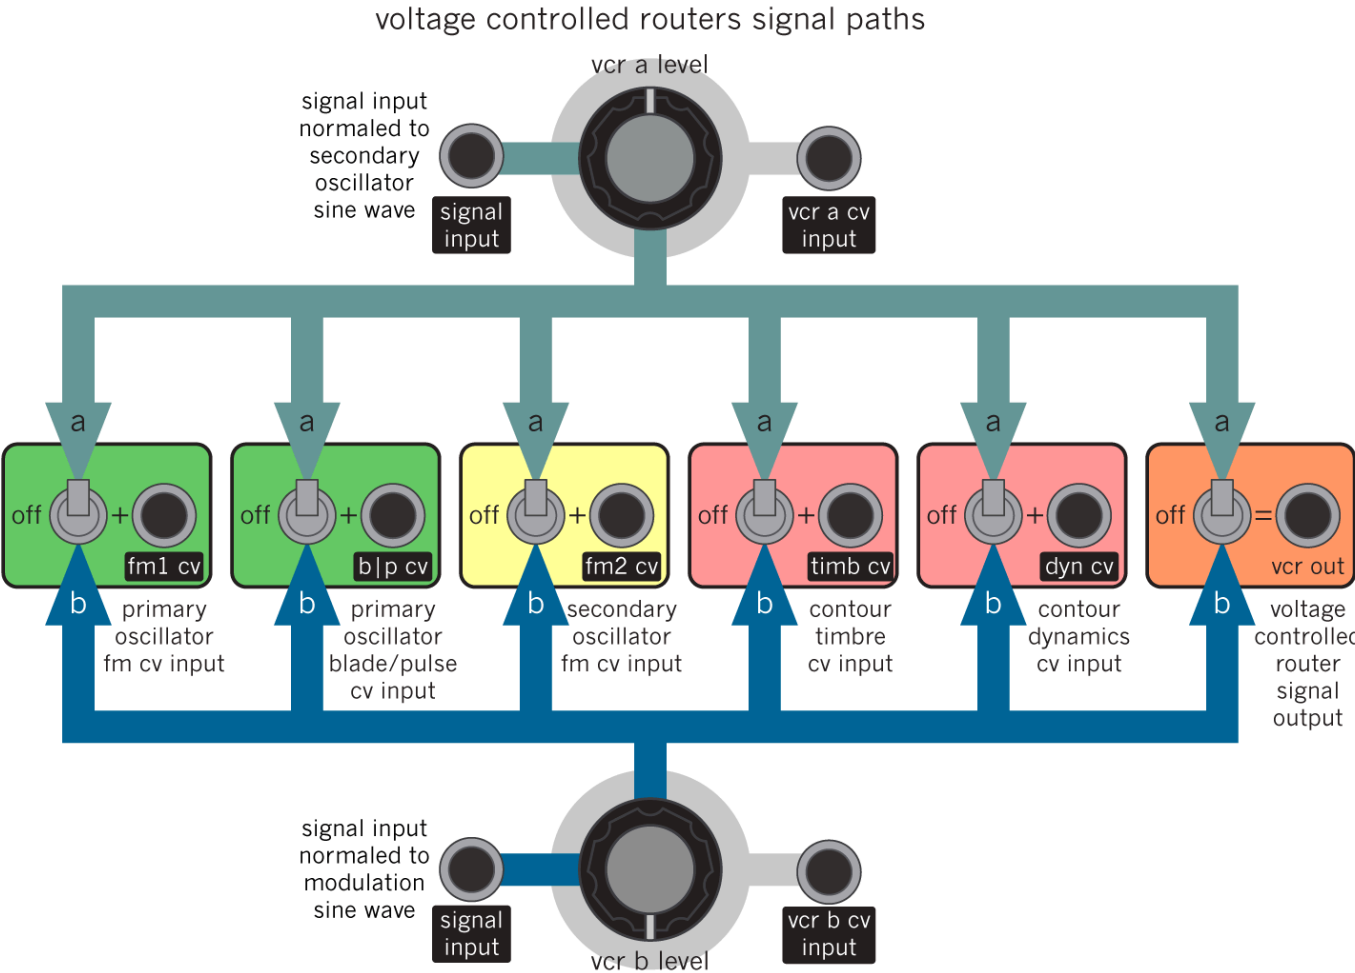 voltage controlled routers signal paths
vcr a level
signal input
normaled to
secondary
oscillator
sine wave
signal
input
vcr a cv
input
a a a a a a
off + off + off + off + off + off =
fm1 cv b|p cv fm2 cv timb cv dyn cv vcr out
b b b b b b
primary
oscillator
fm cv input
primary
oscillator
blade/pulse
cv input
secondary
oscillator
fm cv input
contour
timbre
cv input
contour
dynamics
cv input
voltage
controlled
router
signal
output
signal input
normaled to
modulation
sine wave
signal
input
vcr b cv
input
vcr b level